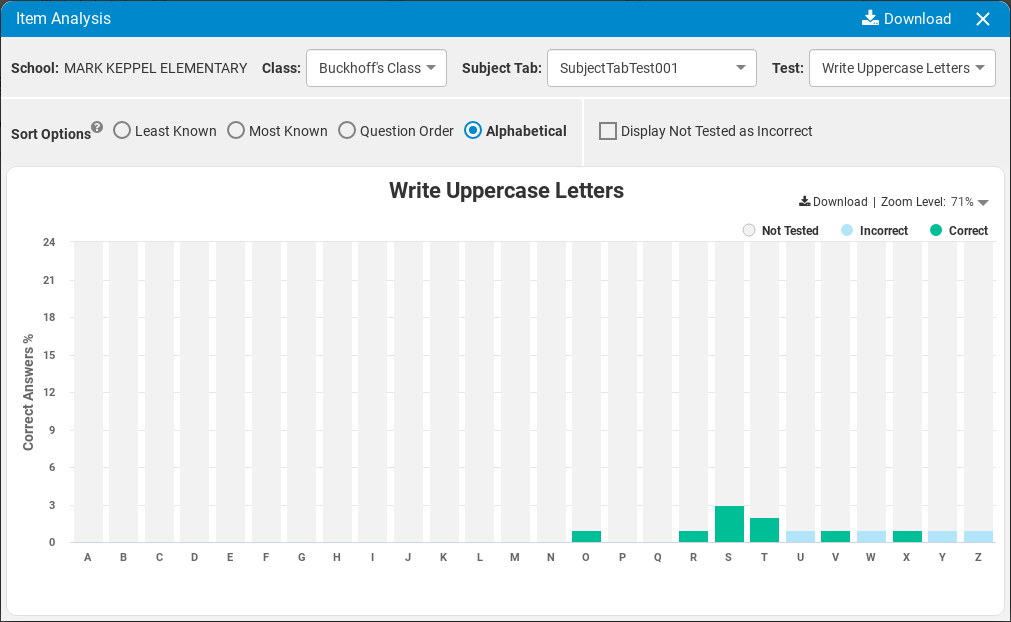 Item Analysis Download
School: MARK KEPPEL ELEMENTARY Class: Buckhoff's Class Subject Tab: SubjectTabTest001 Test: Write Uppercase Letters
Sort Options ? Least Known Most Known Question Order Alphabetical Display Not Tested as Incorrect
Write Uppercase Letters
Download | Zoom Level: 71%
Not Tested Incorrect Correct
Correct Answers %
24
21
18
15
12
9
6
3
0
A B C D E F G H I J K L M N O P Q R S T U V W X Y Z